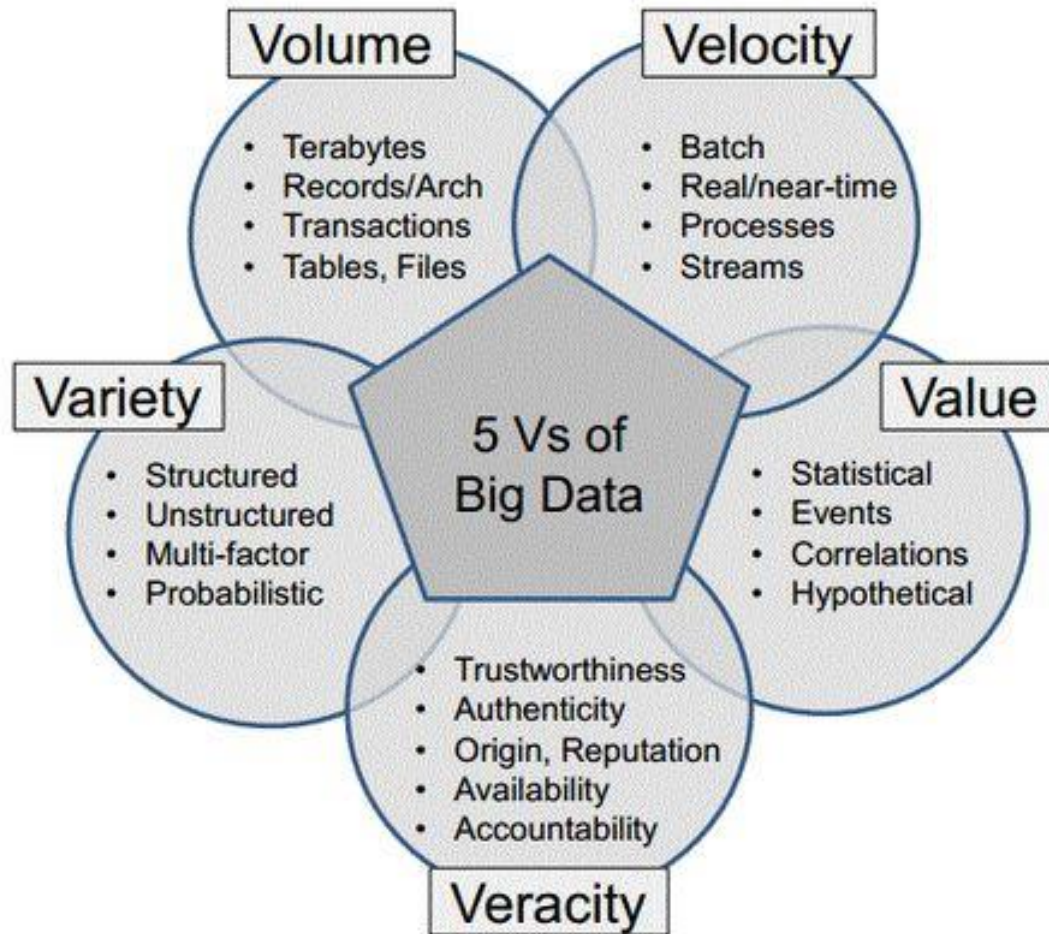 Volume
• Terabytes
• Records/Arch
• Transactions
• Tables, Files
Velocity
• Batch
• Real/near-time
• Processes
• Streams
Variety
• Structured
• Unstructured
• Multi-factor
• Probabilistic
5 Vs of
Big Data
Value
• Statistical
• Events
• Correlations
• Hypothetical
• Trustworthiness
• Authenticity
• Origin, Reputation
• Availability
• Accountability
Veracity